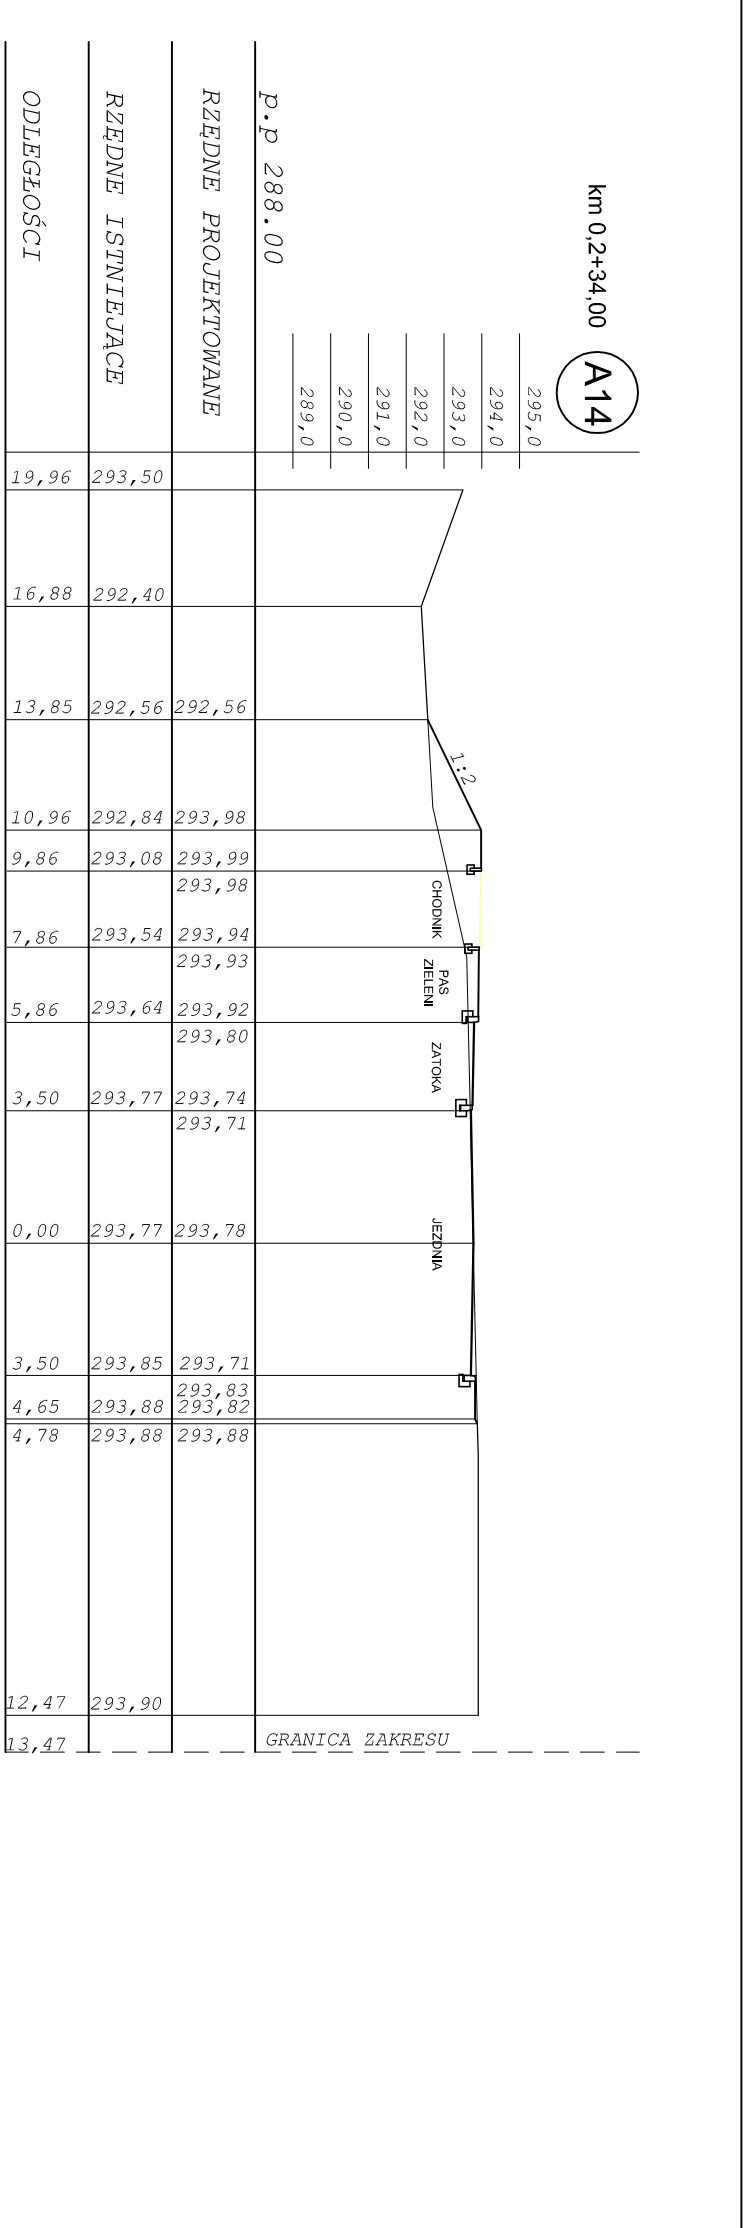 km 0,2+34,00
A14
295,0
294,0
293,0
292,0
291,0
290,0
289,0
p.p 288.00
RZĘDNE PROJEKTOWANE
RZĘDNE ISTNIEJĄCE
ODLEGŁOŚCI
19,96 293,50
16,88 292,40
13,85 292,56 292,56
1:2
10,96 292,84 293,98
9,86 293,08 293,99
293,98
CHODNIK
7,86 293,54 293,94
293,93
PAS
ZIELENI
5,86 293,64 293,92
293,80
ZATOKA
3,50 293,77 293,74
293,71
0,00 293,77 293,78
JEZDNIA
3,50 293,85 293,71
293,83
4,65 293,88 293,82
4,78 293,88 293,88
12,47 293,90
13,47
GRANICA ZAKRESU